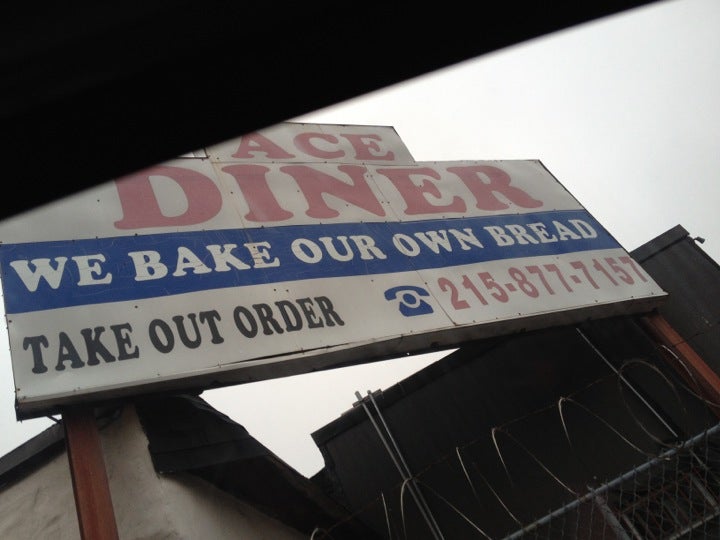 ACE
DINER
WE BAKE OUR OWN BREAD
TAKE OUT ORDER ☎ 215-877-7157